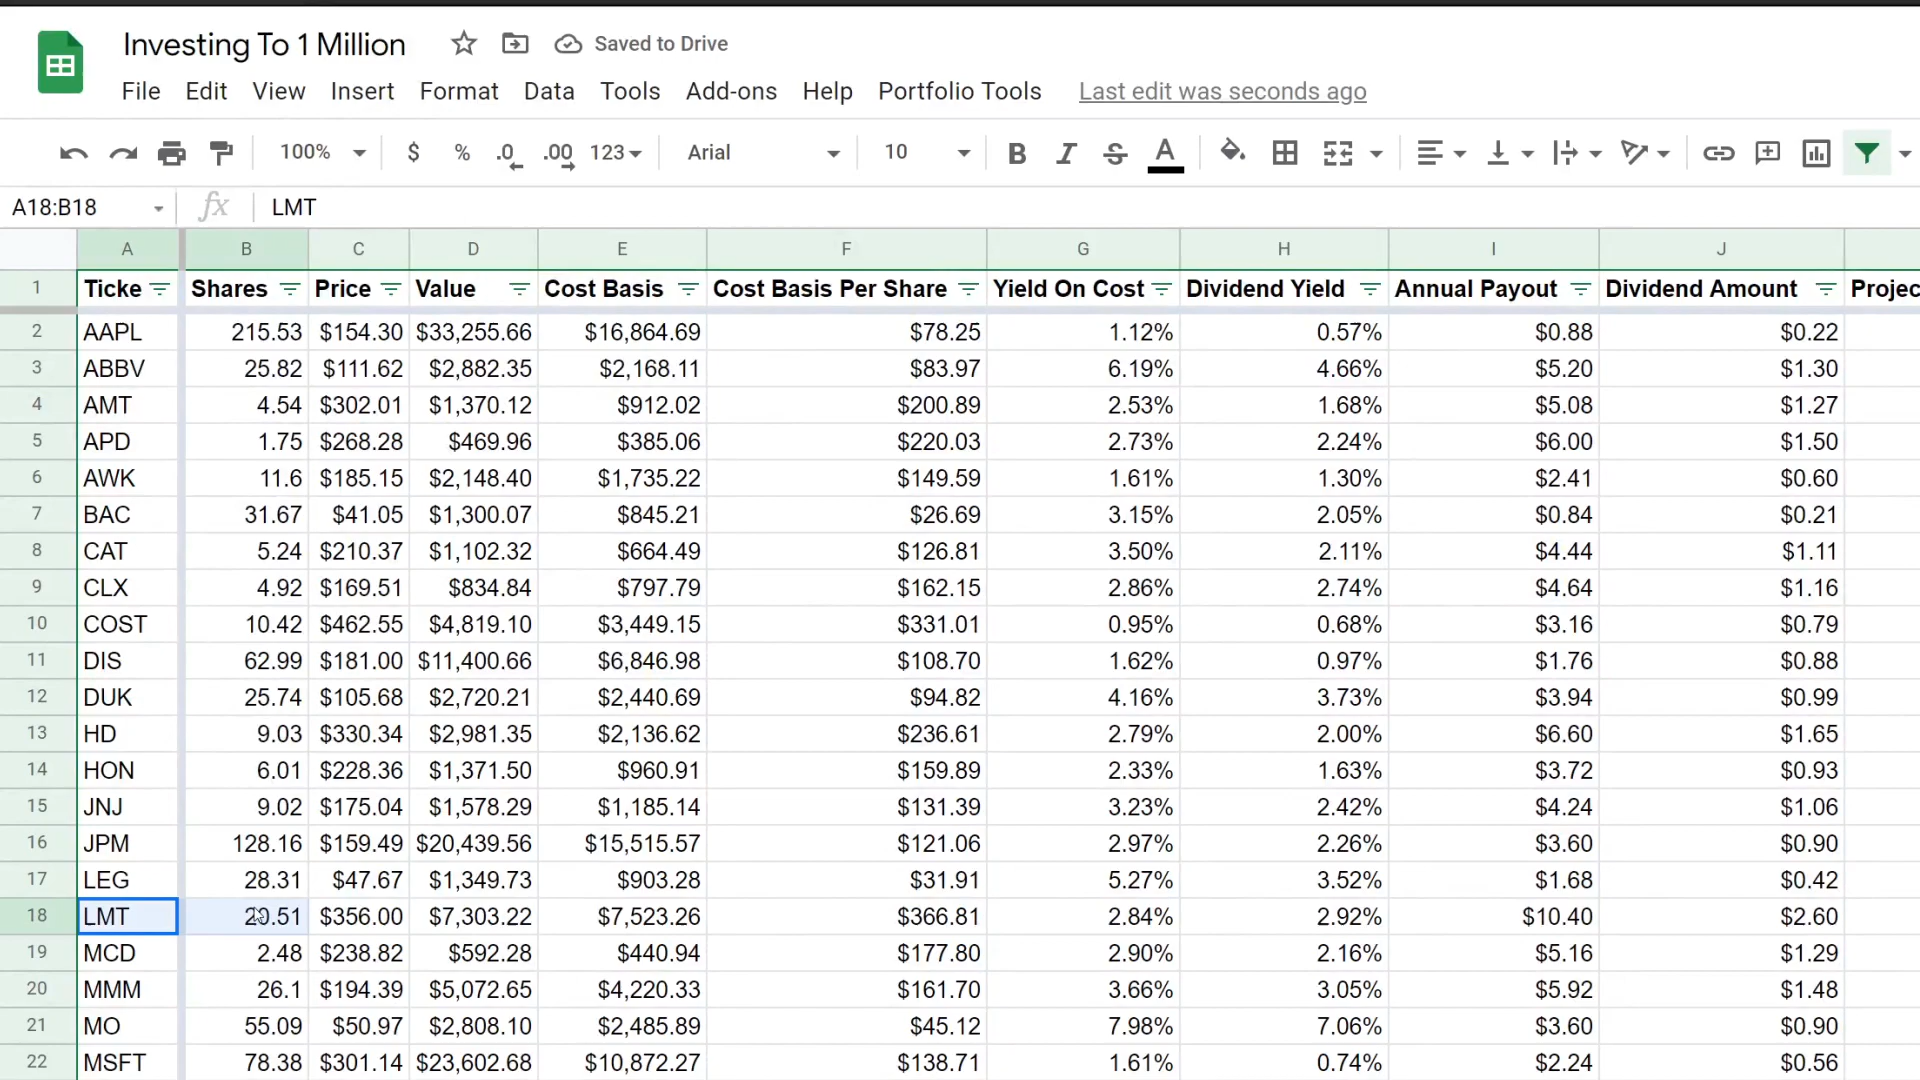 Investing To 1 Million Saved to Drive
File Edit View Insert Format Data Tools Add-ons Help Portfolio Tools Last edit was seconds ago
100% $ % .0 .00 123 Arial 10 B I S A
A18:B18 fx LMT
A B C D E F G H I J
1 Ticke Shares Price Value Cost Basis Cost Basis Per Share Yield On Cost Dividend Yield Annual Payout Dividend Amount Projec
2 AAPL 215.53 $154.30 $33,255.66 $16,864.69 $78.25 1.12% 0.57% $0.88 $0.22
3 ABBV 25.82 $111.62 $2,882.35 $2,168.11 $83.97 6.19% 4.66% $5.20 $1.30
4 AMT 4.54 $302.01 $1,370.12 $912.02 $200.89 2.53% 1.68% $5.08 $1.27
5 APD 1.75 $268.28 $469.96 $385.06 $220.03 2.73% 2.24% $6.00 $1.50
6 AWK 11.6 $185.15 $2,148.40 $1,735.22 $149.59 1.61% 1.30% $2.41 $0.60
7 BAC 31.67 $41.05 $1,300.07 $845.21 $26.69 3.15% 2.05% $0.84 $0.21
8 CAT 5.24 $210.37 $1,102.32 $664.49 $126.81 3.50% 2.11% $4.44 $1.11
9 CLX 4.92 $169.51 $834.84 $797.79 $162.15 2.86% 2.74% $4.64 $1.16
10 COST 10.42 $462.55 $4,819.10 $3,449.15 $331.01 0.95% 0.68% $3.16 $0.79
11 DIS 62.99 $181.00 $11,400.66 $6,846.98 $108.70 1.62% 0.97% $1.76 $0.88
12 DUK 25.74 $105.68 $2,720.21 $2,440.69 $94.82 4.16% 3.73% $3.94 $0.99
13 HD 9.03 $330.34 $2,981.35 $2,136.62 $236.61 2.79% 2.00% $6.60 $1.65
14 HON 6.01 $228.36 $1,371.50 $960.91 $159.89 2.33% 1.63% $3.72 $0.93
15 JNJ 9.02 $175.04 $1,578.29 $1,185.14 $131.39 3.23% 2.42% $4.24 $1.06
16 JPM 128.16 $159.49 $20,439.56 $15,515.57 $121.06 2.97% 2.26% $3.60 $0.90
17 LEG 28.31 $47.67 $1,349.73 $903.28 $31.91 5.27% 3.52% $1.68 $0.42
18 LMT 20.51 $356.00 $7,303.22 $7,523.26 $366.81 2.84% 2.92% $10.40 $2.60
19 MCD 2.48 $238.82 $592.28 $440.94 $177.80 2.90% 2.16% $5.16 $1.29
20 MMM 26.1 $194.39 $5,072.65 $4,220.33 $161.70 3.66% 3.05% $5.92 $1.48
21 MO 55.09 $50.97 $2,808.10 $2,485.89 $45.12 7.98% 7.06% $3.60 $0.90
22 MSFT 78.38 $301.14 $23,602.68 $10,872.27 $138.71 1.61% 0.74% $2.24 $0.56